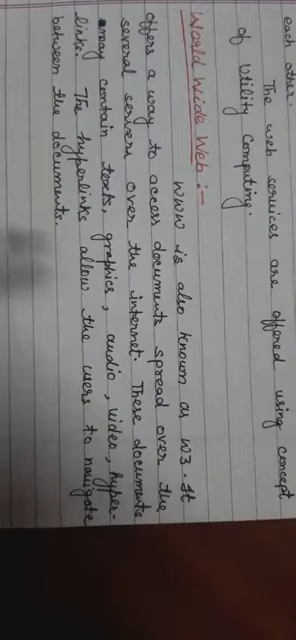 each other.
The web services are offered using concept
of utility computing.
World Wide Web :-
WWW is also known as W3. It
offers a way to access documents spread over the
several servers over the internet. These documents
may contain texts, graphics, audio, video, hyper-
links. The hyperlinks allow the users to navigate
between the documents.